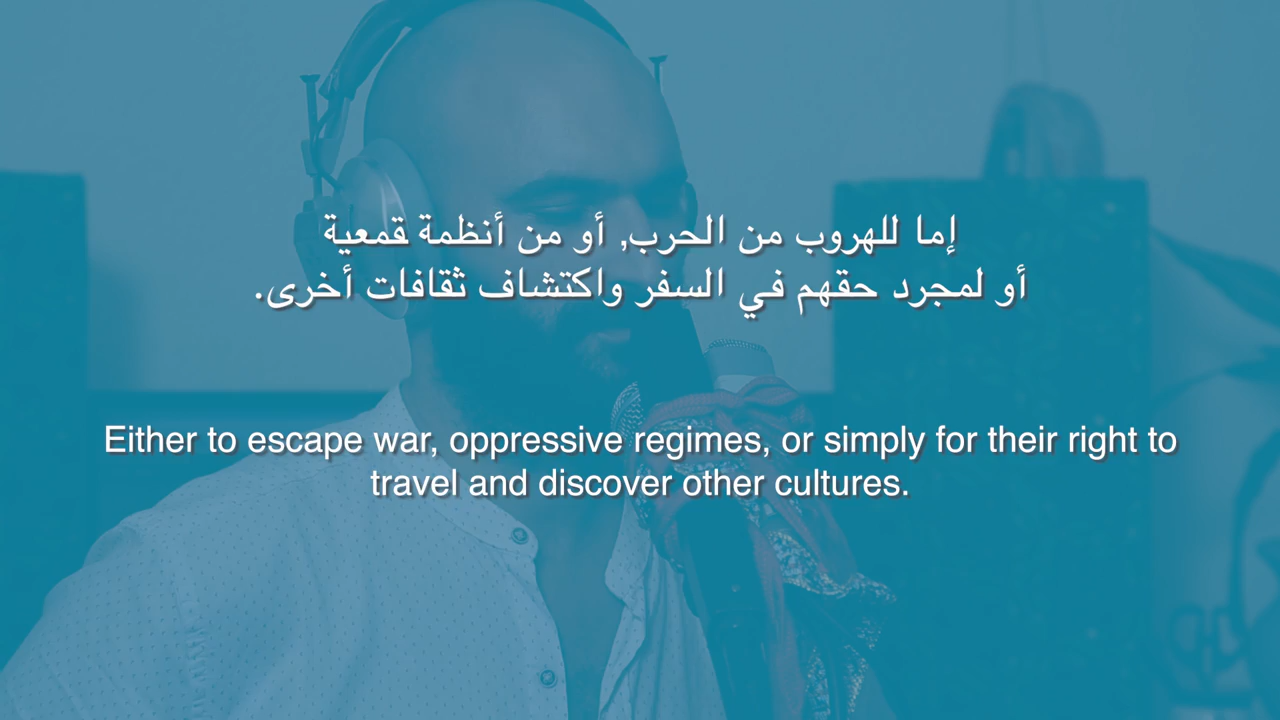 إما للهروب من الحرب, أو من أنظمة قمعية
أو لمجرد حقهم في السفر واكتشاف ثقافات أخرى.
Either to escape war, oppressive regimes, or simply for their right to
travel and discover other cultures.